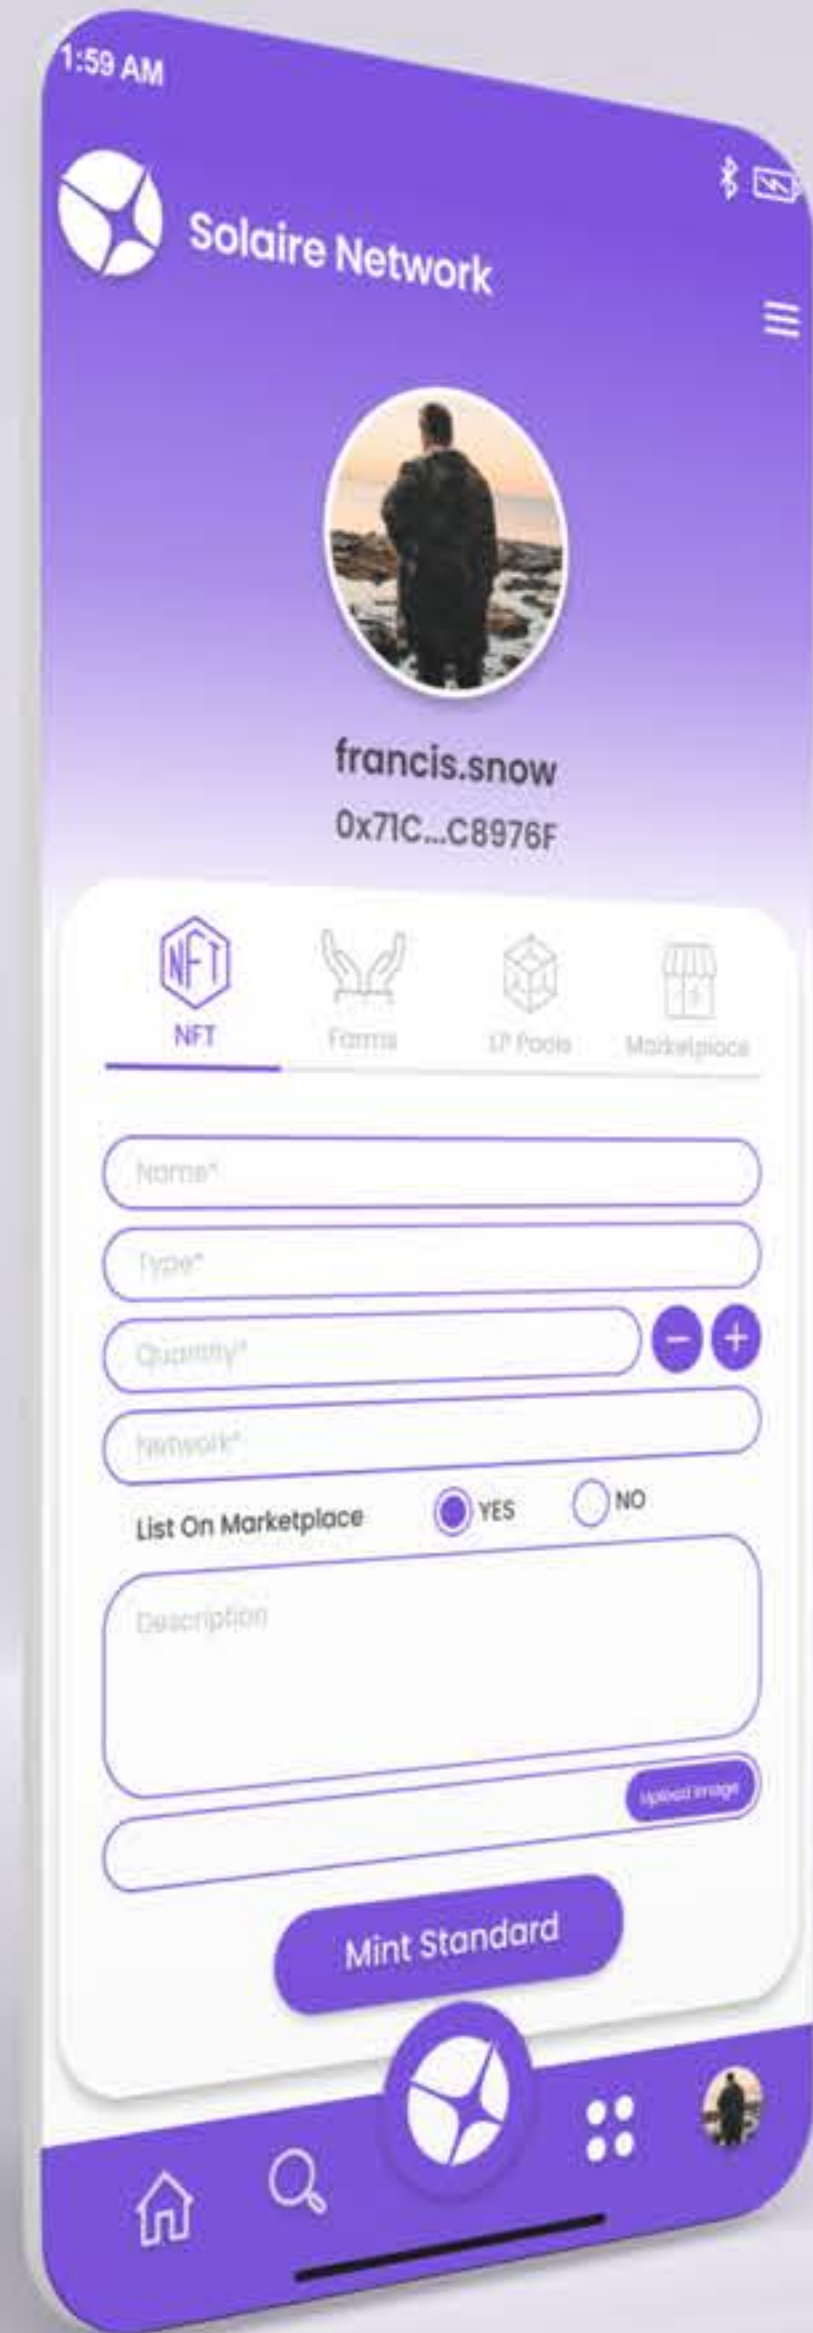 1:59 AM
Solaire Network
francis.snow
0x71C...C8976F
NFT
NFT
Farms
LP Pools
Marketplace
Name*
Type*
Quantity*
Network*
List On Marketplace
YES
NO
Description
Upload Image
Mint Standard